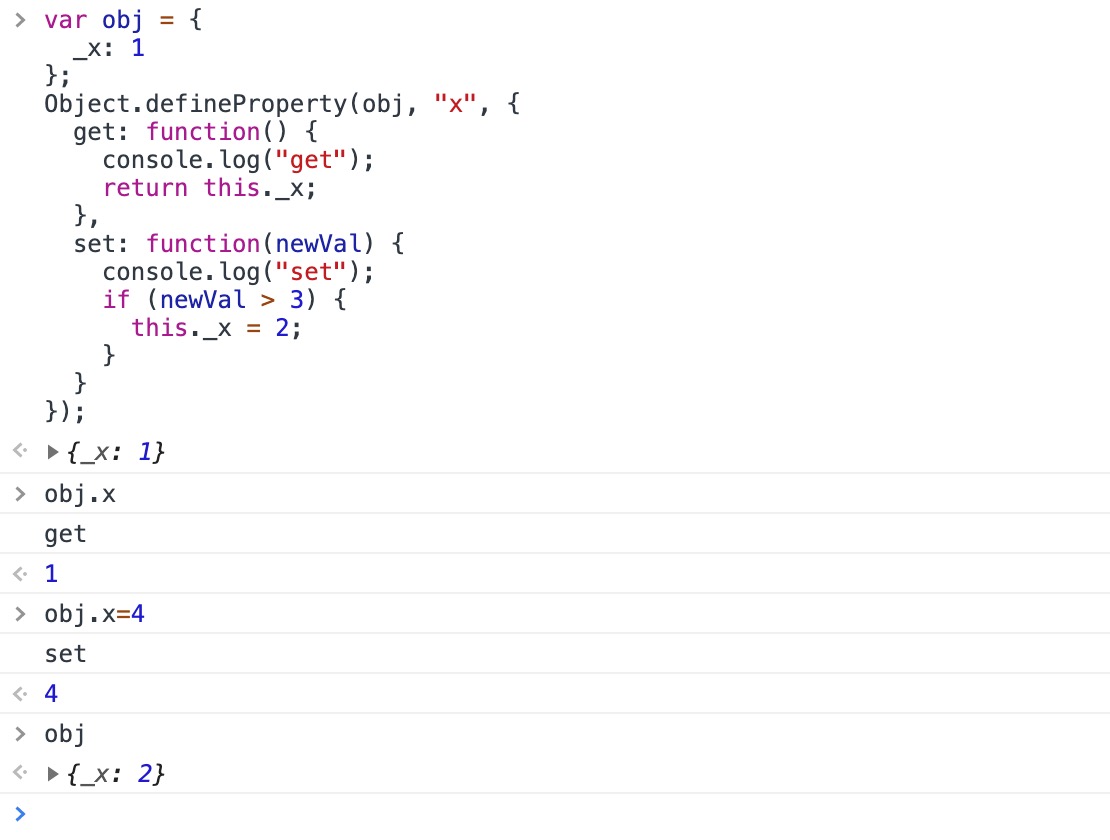 > var obj = {
  _x: 1
};
Object.defineProperty(obj, "x", {
  get: function() {
    console.log("get");
    return this._x;
  },
  set: function(newVal) {
    console.log("set");
    if (newVal > 3) {
      this._x = 2;
    }
  }
});
{_x: 1}
> obj.x
get
1
> obj.x=4
set
4
> obj
{_x: 2}
>